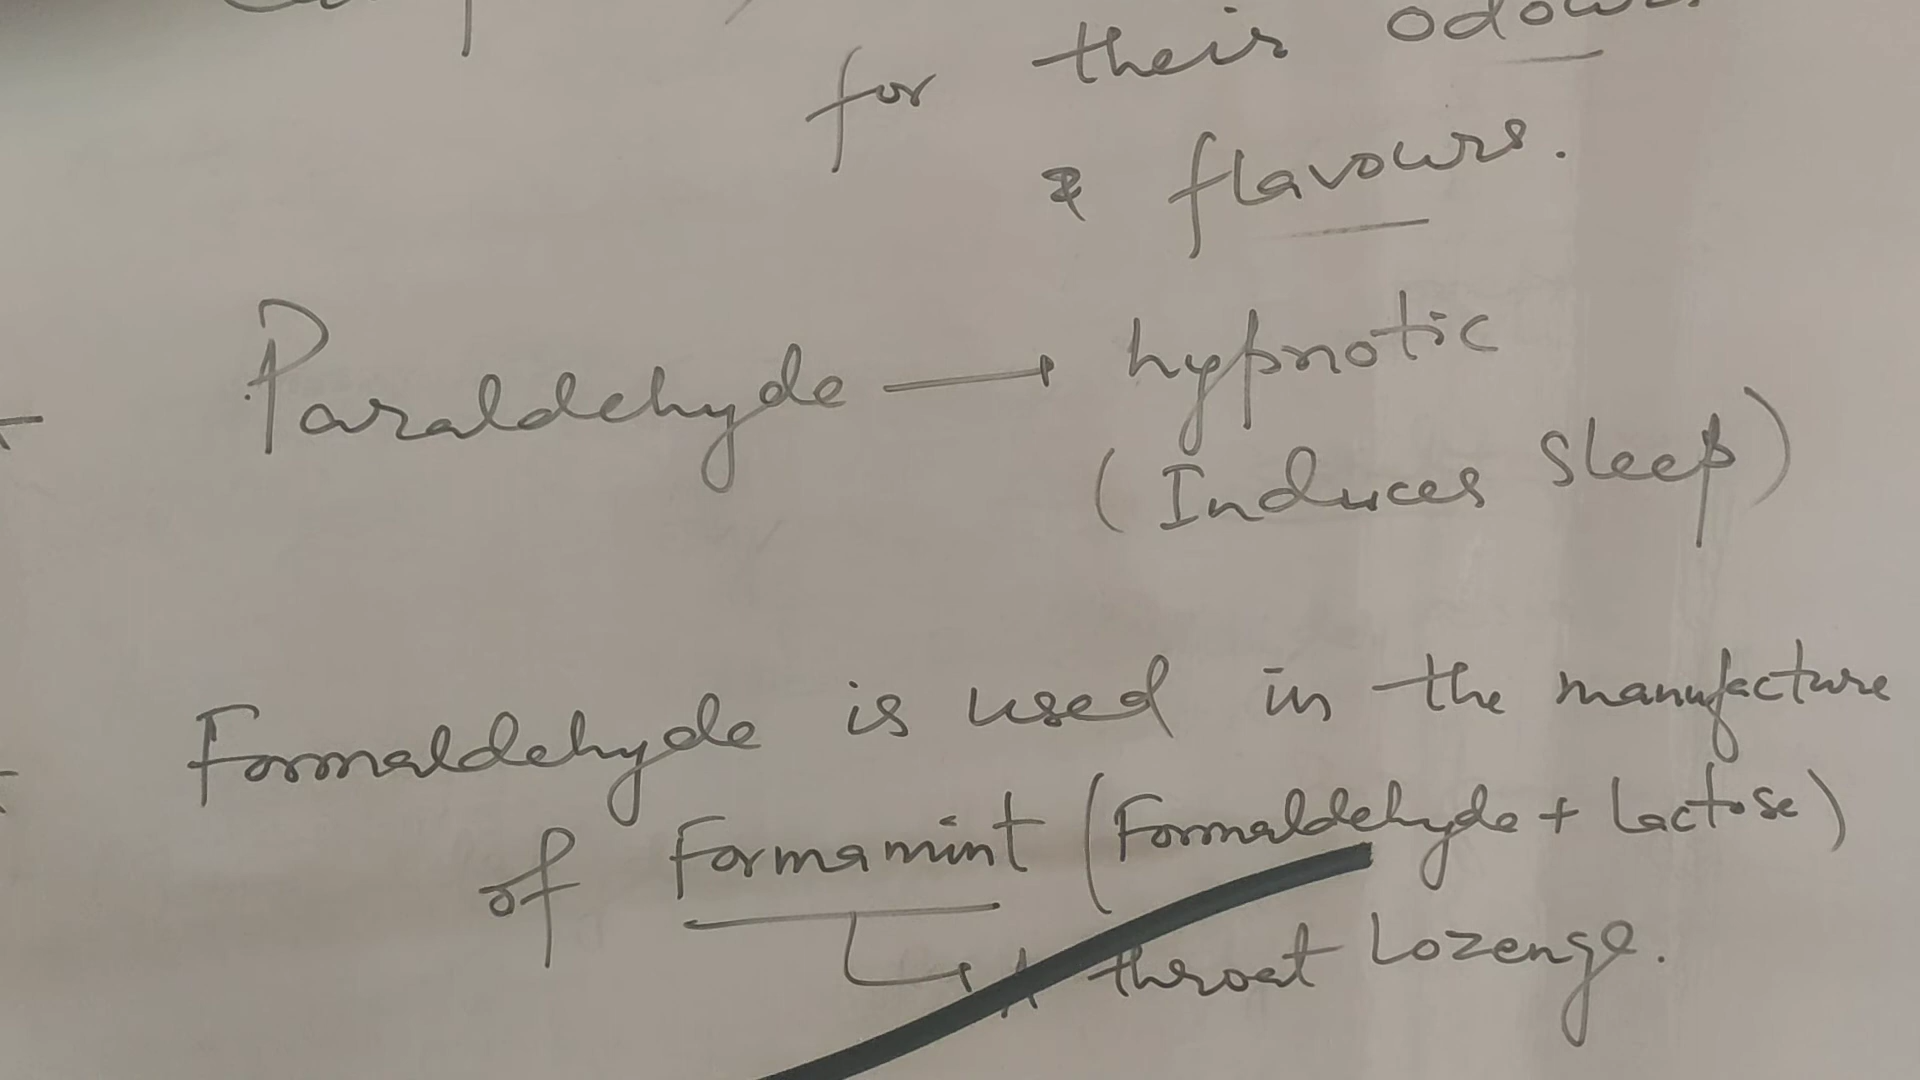 for their odour
& flavours.
Paraldehyde → hypnotic
(Induces sleep)
Formaldehyde is used in the manufacture
of Formamint (Formaldehyde + Lactose)
↳ A throat Lozenge.